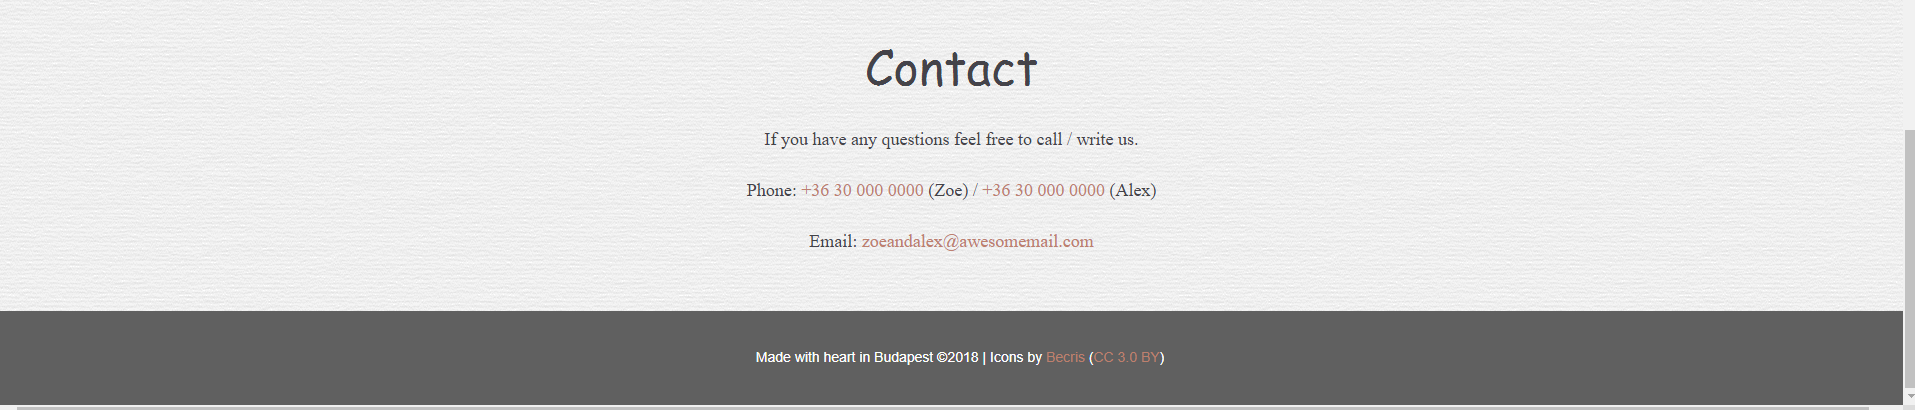 Contact
If you have any questions feel free to call / write us.
Phone: +36 30 000 0000 (Zoe) / +36 30 000 0000 (Alex)
Email: zoeandalex@awesomemail.com
Made with heart in Budapest ©2018 | Icons by Becris (CC 3.0 BY)